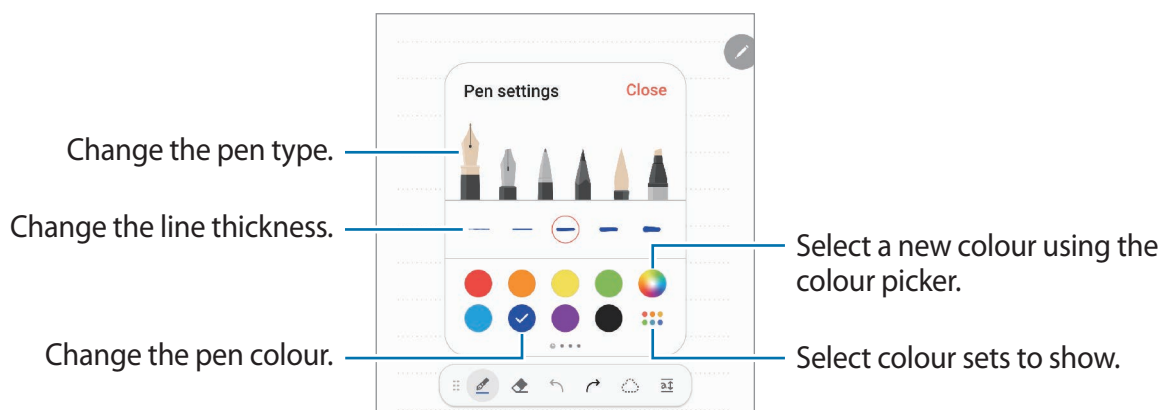 Pen settings
Close
Change the pen type.
Change the line thickness.
Select a new colour using the
colour picker.
Change the pen colour.
Select colour sets to show.